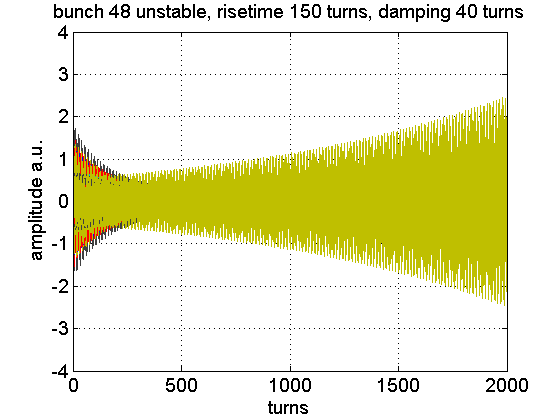 bunch 48 unstable, risetime 150 turns, damping 40 turns
4
3
2
1
0
-1
-2
-3
-4
amplitude a.u.
0 500 1000 1500 2000
turns